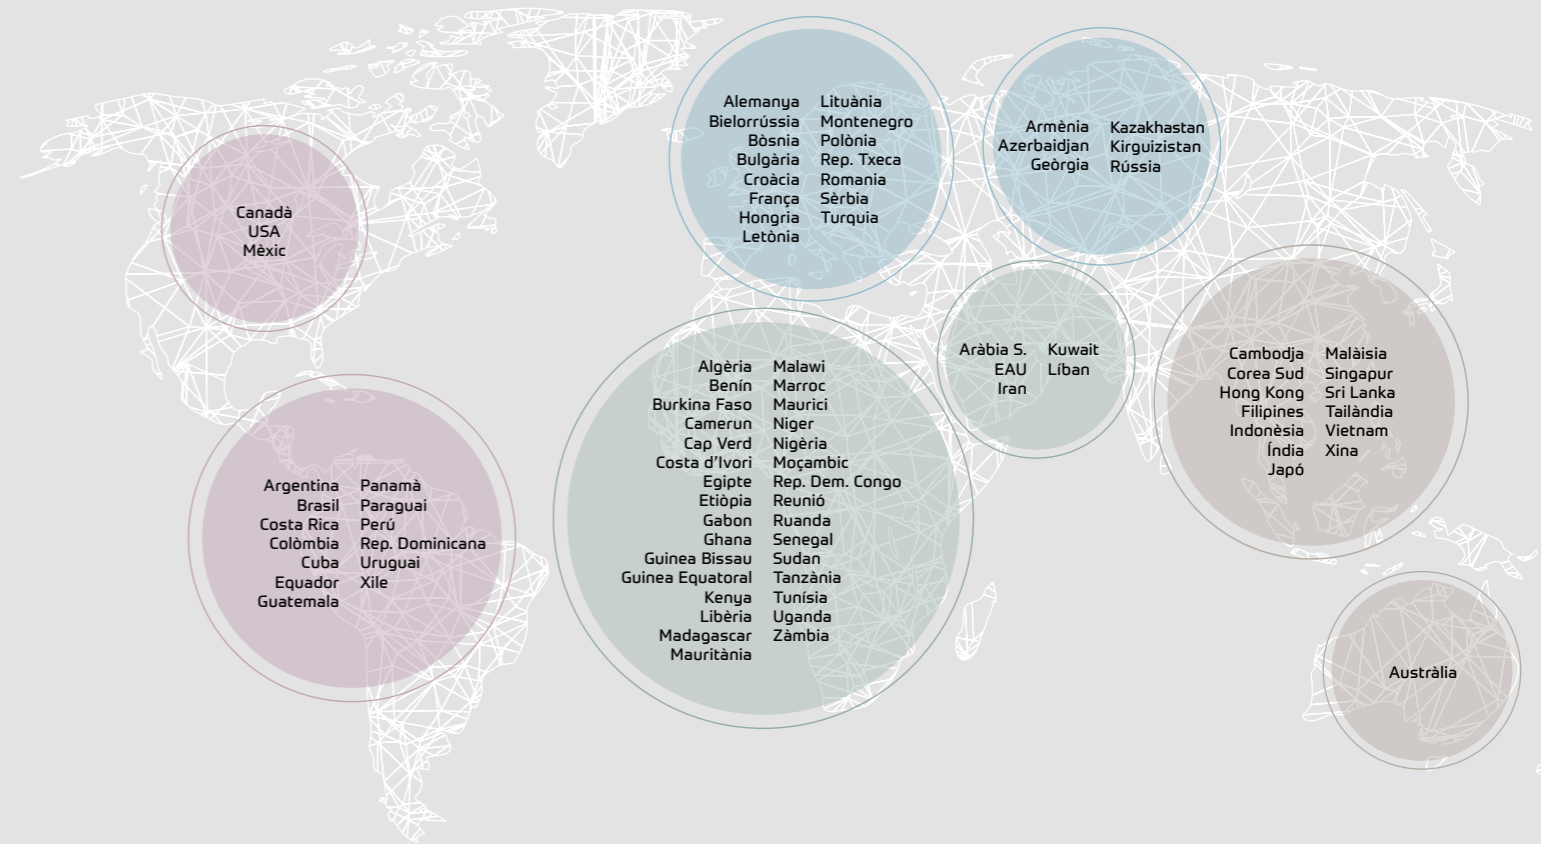 Canadà
USA
Mèxic
Argentina
Brasil
Costa Rica
Colòmbia
Cuba
Equador
Guatemala
Panamà
Paraguai
Perú
Rep. Dominicana
Uruguai
Xile
Alemanya
Bielorrússia
Bòsnia
Bulgària
Croàcia
França
Hongria
Letònia
Lituània
Montenegro
Polònia
Rep. Txeca
Romania
Sèrbia
Turquia
Armènia
Azerbaidjan
Geòrgia
Kazakhastan
Kirguizistan
Rússia
Algèria
Benín
Burkina Faso
Camerun
Cap Verd
Costa d'Ivori
Egipte
Etiòpia
Gabon
Ghana
Guinea Bissau
Guinea Equatoral
Kenya
Libèria
Madagascar
Mauritània
Malawi
Marroc
Maurici
Niger
Nigèria
Moçambic
Rep. Dem. Congo
Reunió
Ruanda
Senegal
Sudan
Tanzània
Tunísia
Uganda
Zàmbia
Aràbia S.
EAU
Iran
Kuwait
Líban
Cambodja
Corea Sud
Hong Kong
Filipines
Indonèsia
Índia
Japó
Malàisia
Singapur
Sri Lanka
Tailàndia
Vietnam
Xina
Austràlia